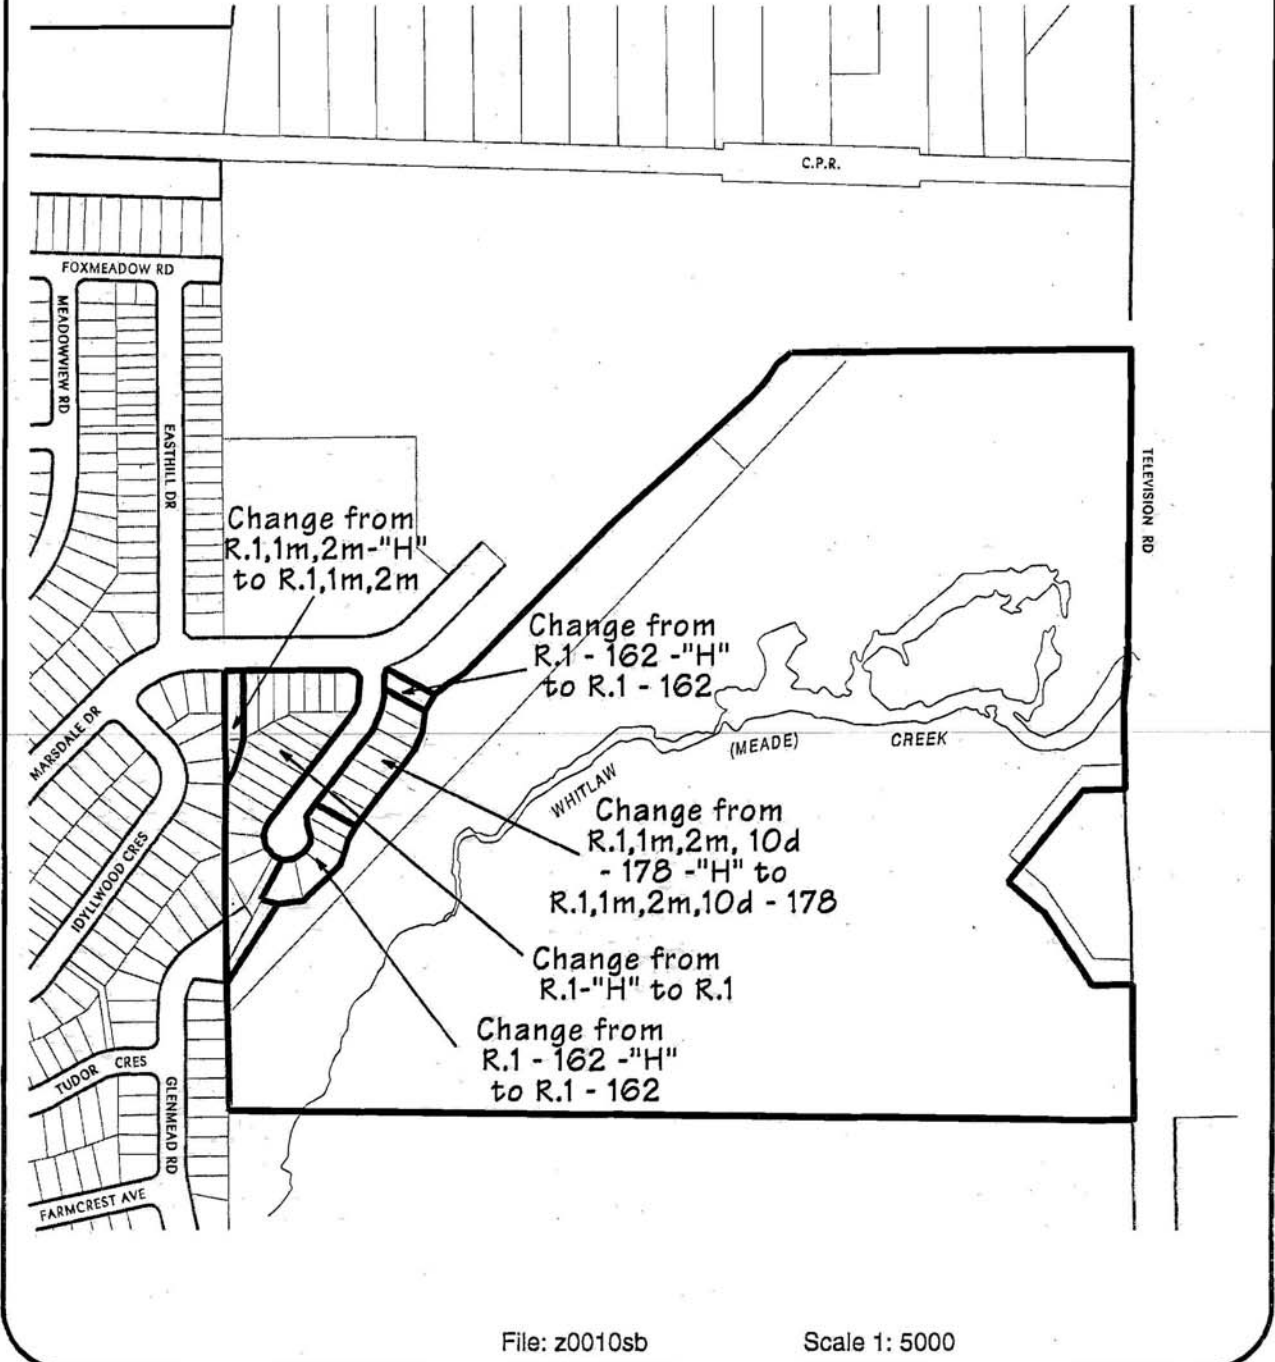 C.P.R.
FOXMEADOW RD
MEADOWVIEW RD
EASTHILL DR
TELEVISION RD
Change from
R.1,1m,2m-"H"
to R.1,1m,2m
Change from
R.1 - 162 -"H"
to R.1 - 162
MARSDALE DR
(MEADE)
CREEK
WHITLAW
IDYLLWOOD CRES
Change from
R.1,1m,2m, 10d
- 178 -"H" to
R.1,1m,2m,10d - 178
Change from
R.1-"H" to R.1
Change from
R.1 - 162 -"H"
to R.1 - 162
TUDOR CRES
GLENMEAD RD
FARMCREST AVE
File: z0010sb
Scale 1: 5000